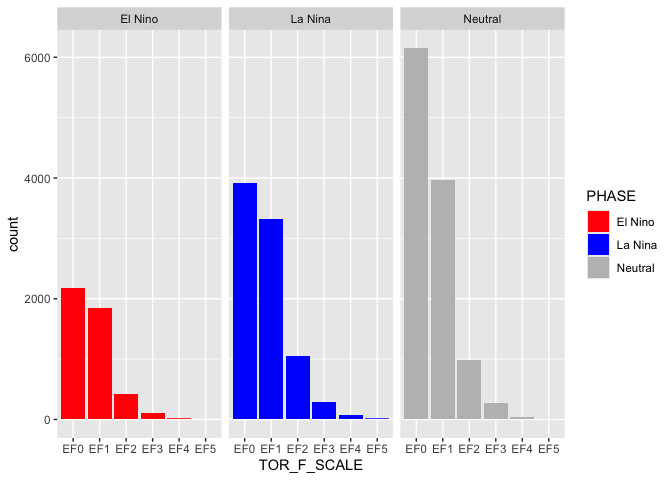 El Nino La Nina Neutral
6000
4000
2000
0
count
EF0 EF1 EF2 EF3 EF4 EF5 EF0 EF1 EF2 EF3 EF4 EF5 EF0 EF1 EF2 EF3 EF4 EF5
TOR_F_SCALE
PHASE
El Nino
La Nina
Neutral